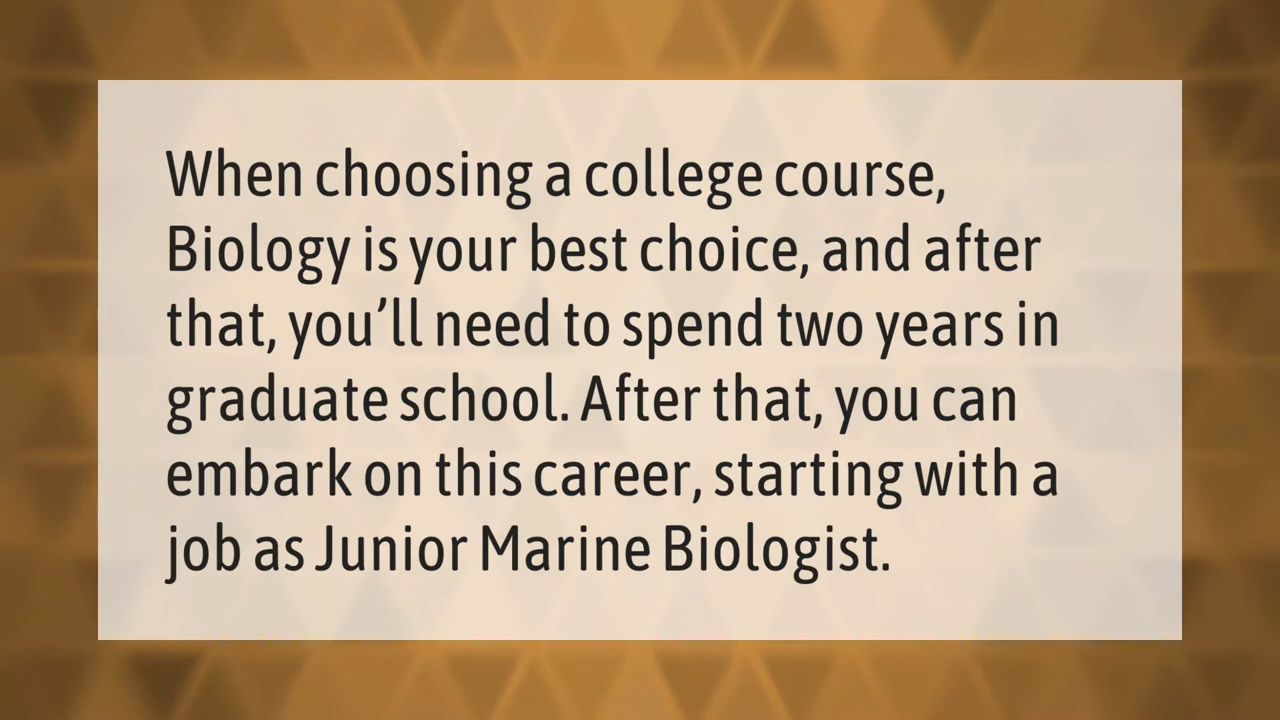 When choosing a college course,
Biology is your best choice, and after
that, you’ll need to spend two years in
graduate school. After that, you can
embark on this career, starting with a
job as Junior Marine Biologist.